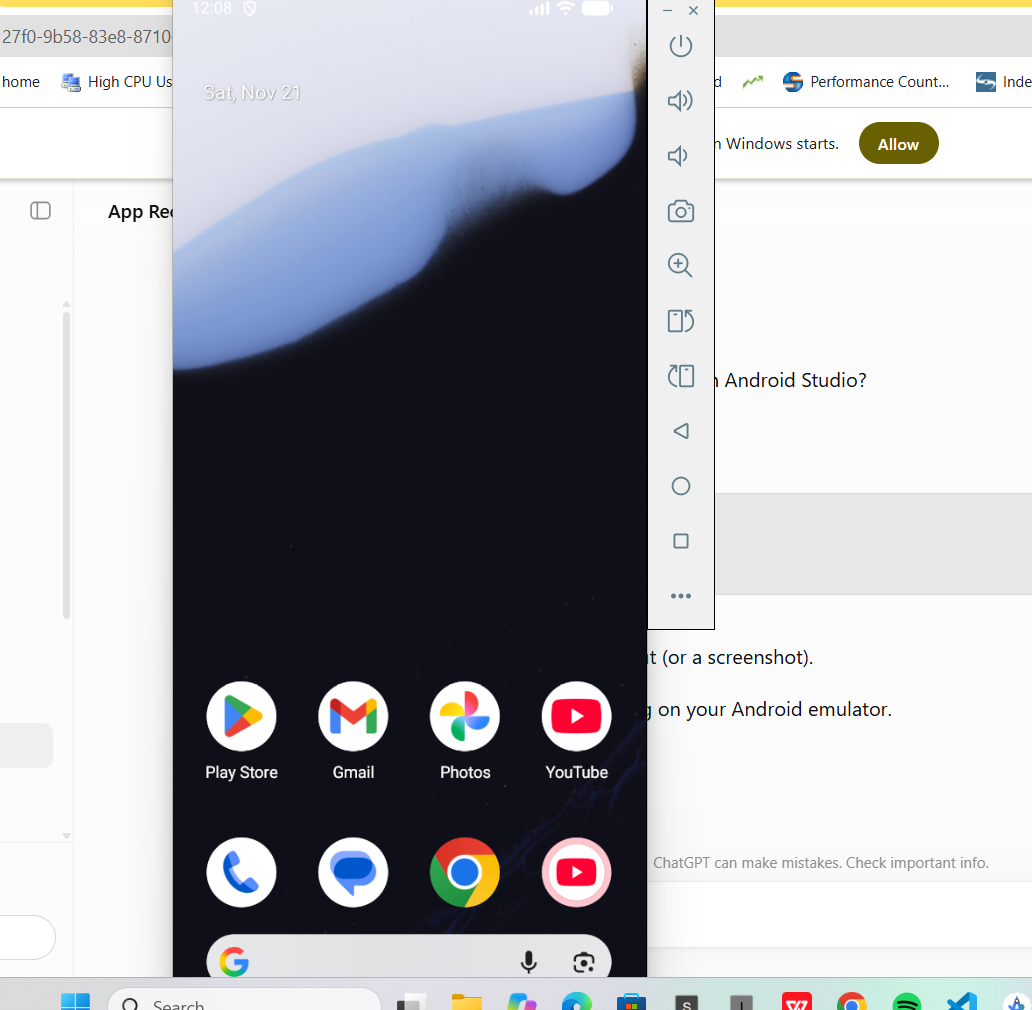 12:08
27f0-9b58-83e8-8710-
home
High CPU Us
d
Performance Count...
Inde
Sat, Nov 21
n Windows starts.
Allow
App Rec
n Android Studio?
t (or a screenshot).
g on your Android emulator.
Play Store
Gmail
Photos
YouTube
ChatGPT can make mistakes. Check important info.
Search